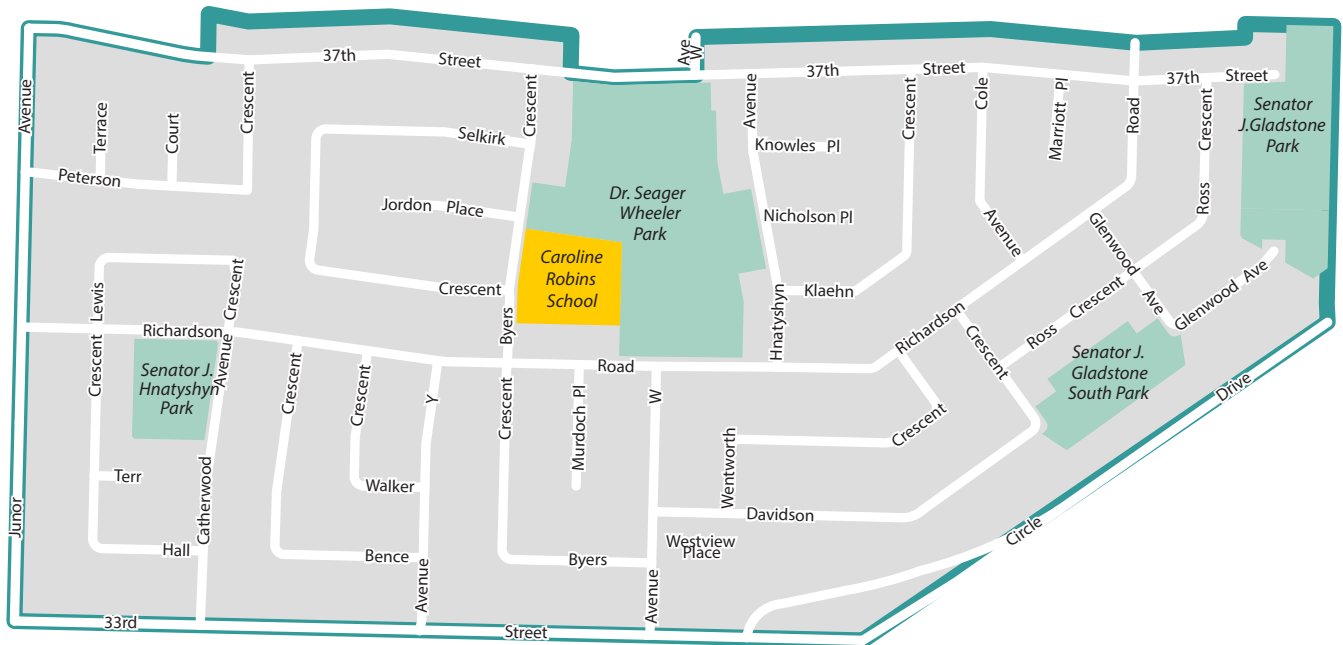 37th
Street
Ave
W
37th
Street
37th
Street
Avenue
Terrace
Court
Crescent
Crescent
Selkirk
Peterson
Jordon Place
Crescent
Dr. Seager
Wheeler
Park
Avenue
Knowles Pl
Nicholson Pl
Crescent
Klaehn
Hnatyshyn
Cole
Avenue
Marriott Pl
Road
Crescent
Ross
Senator
J.Gladstone
Park
Glenwood
Ave
Glenwood Ave
Crescent
Ross
Caroline
Robins
School
Byers
Lewis
Crescent
Crescent
Richardson
Avenue
Senator J.
Hnatyshyn
Park
Crescent
Crescent
Y
Crescent
Road
Murdoch Pl
W
Richardson
Crescent
Crescent
Senator J.
Gladstone
South Park
Drive
Wentworth
Terr
Catherwood
Walker
Davidson
Westview
Place
Circle
Junor
Hall
Bence
Byers
Avenue
Avenue
33rd
Street